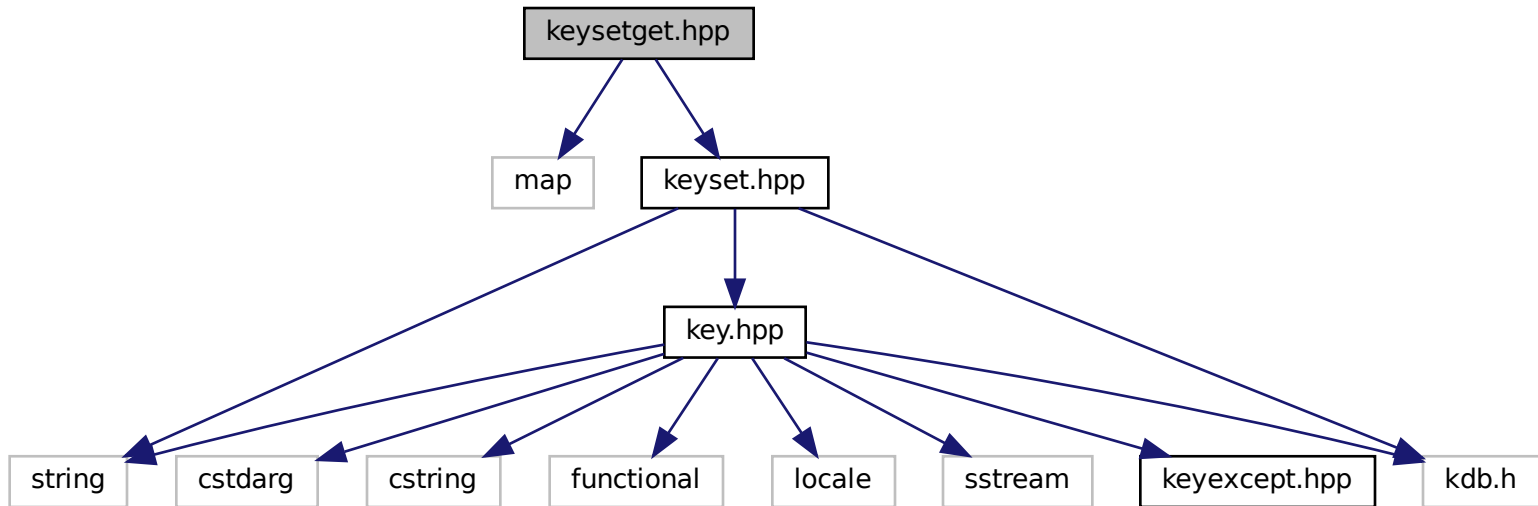 keysetget.hpp
map
keyset.hpp
key.hpp
string
cstdarg
cstring
functional
locale
sstream
keyexcept.hpp
kdb.h